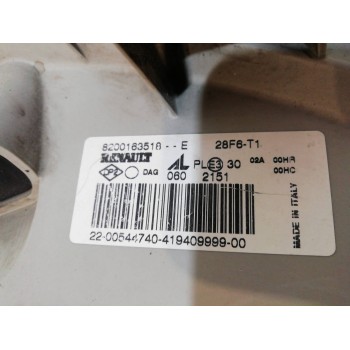 8200163518--E 28F6-T1
RENAULT AL PL E3 30 02A 00HR
DAG 060 2151 00HC
22-00544740-419409999-00
MADE IN ITALY